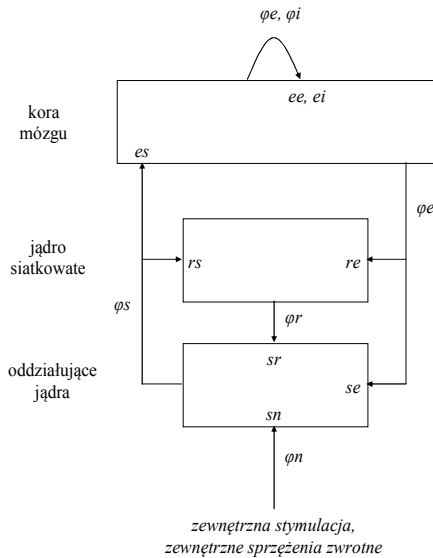 φe, φi
ee, ei
kora
mózgu
es
φe
jądro
siatkowate
rs
re
φs
φr
oddziałujące
jądra
sr
se
sn
φn
zewnętrzna stymulacja,
zewnętrzne sprzężenia zwrotne